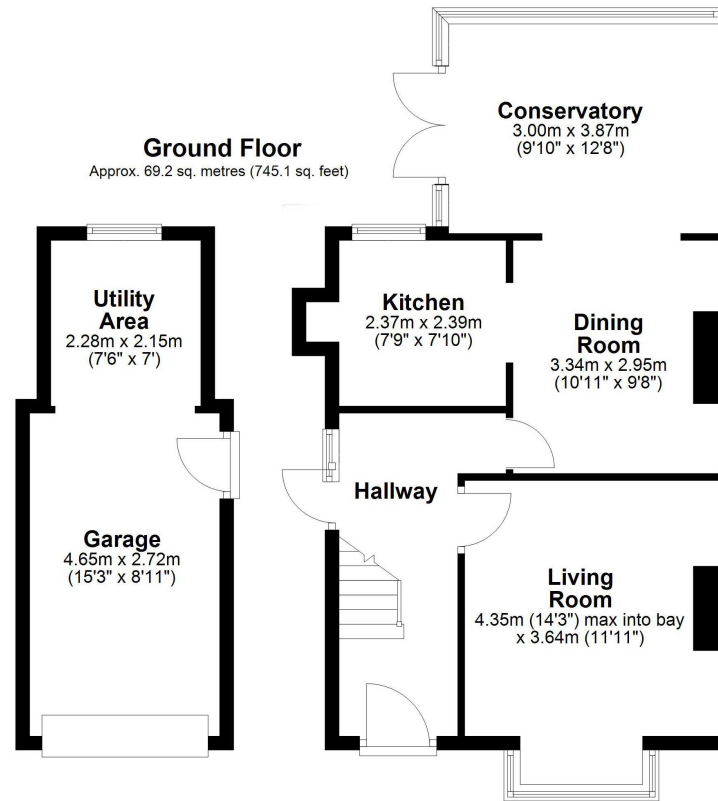 Ground Floor
Approx. 69.2 sq. metres (745.1 sq. feet)
Conservatory
3.00m x 3.87m
(9'10" x 12'8")
Utility
Area
2.28m x 2.15m
(7'6" x 7')
Kitchen
2.37m x 2.39m
(7'9" x 7'10")
Dining
Room
3.34m x 2.95m
(10'11" x 9'8")
Hallway
Garage
4.65m x 2.72m
(15'3" x 8'11")
Living
Room
4.35m (14'3") max into bay
x 3.64m (11'11")